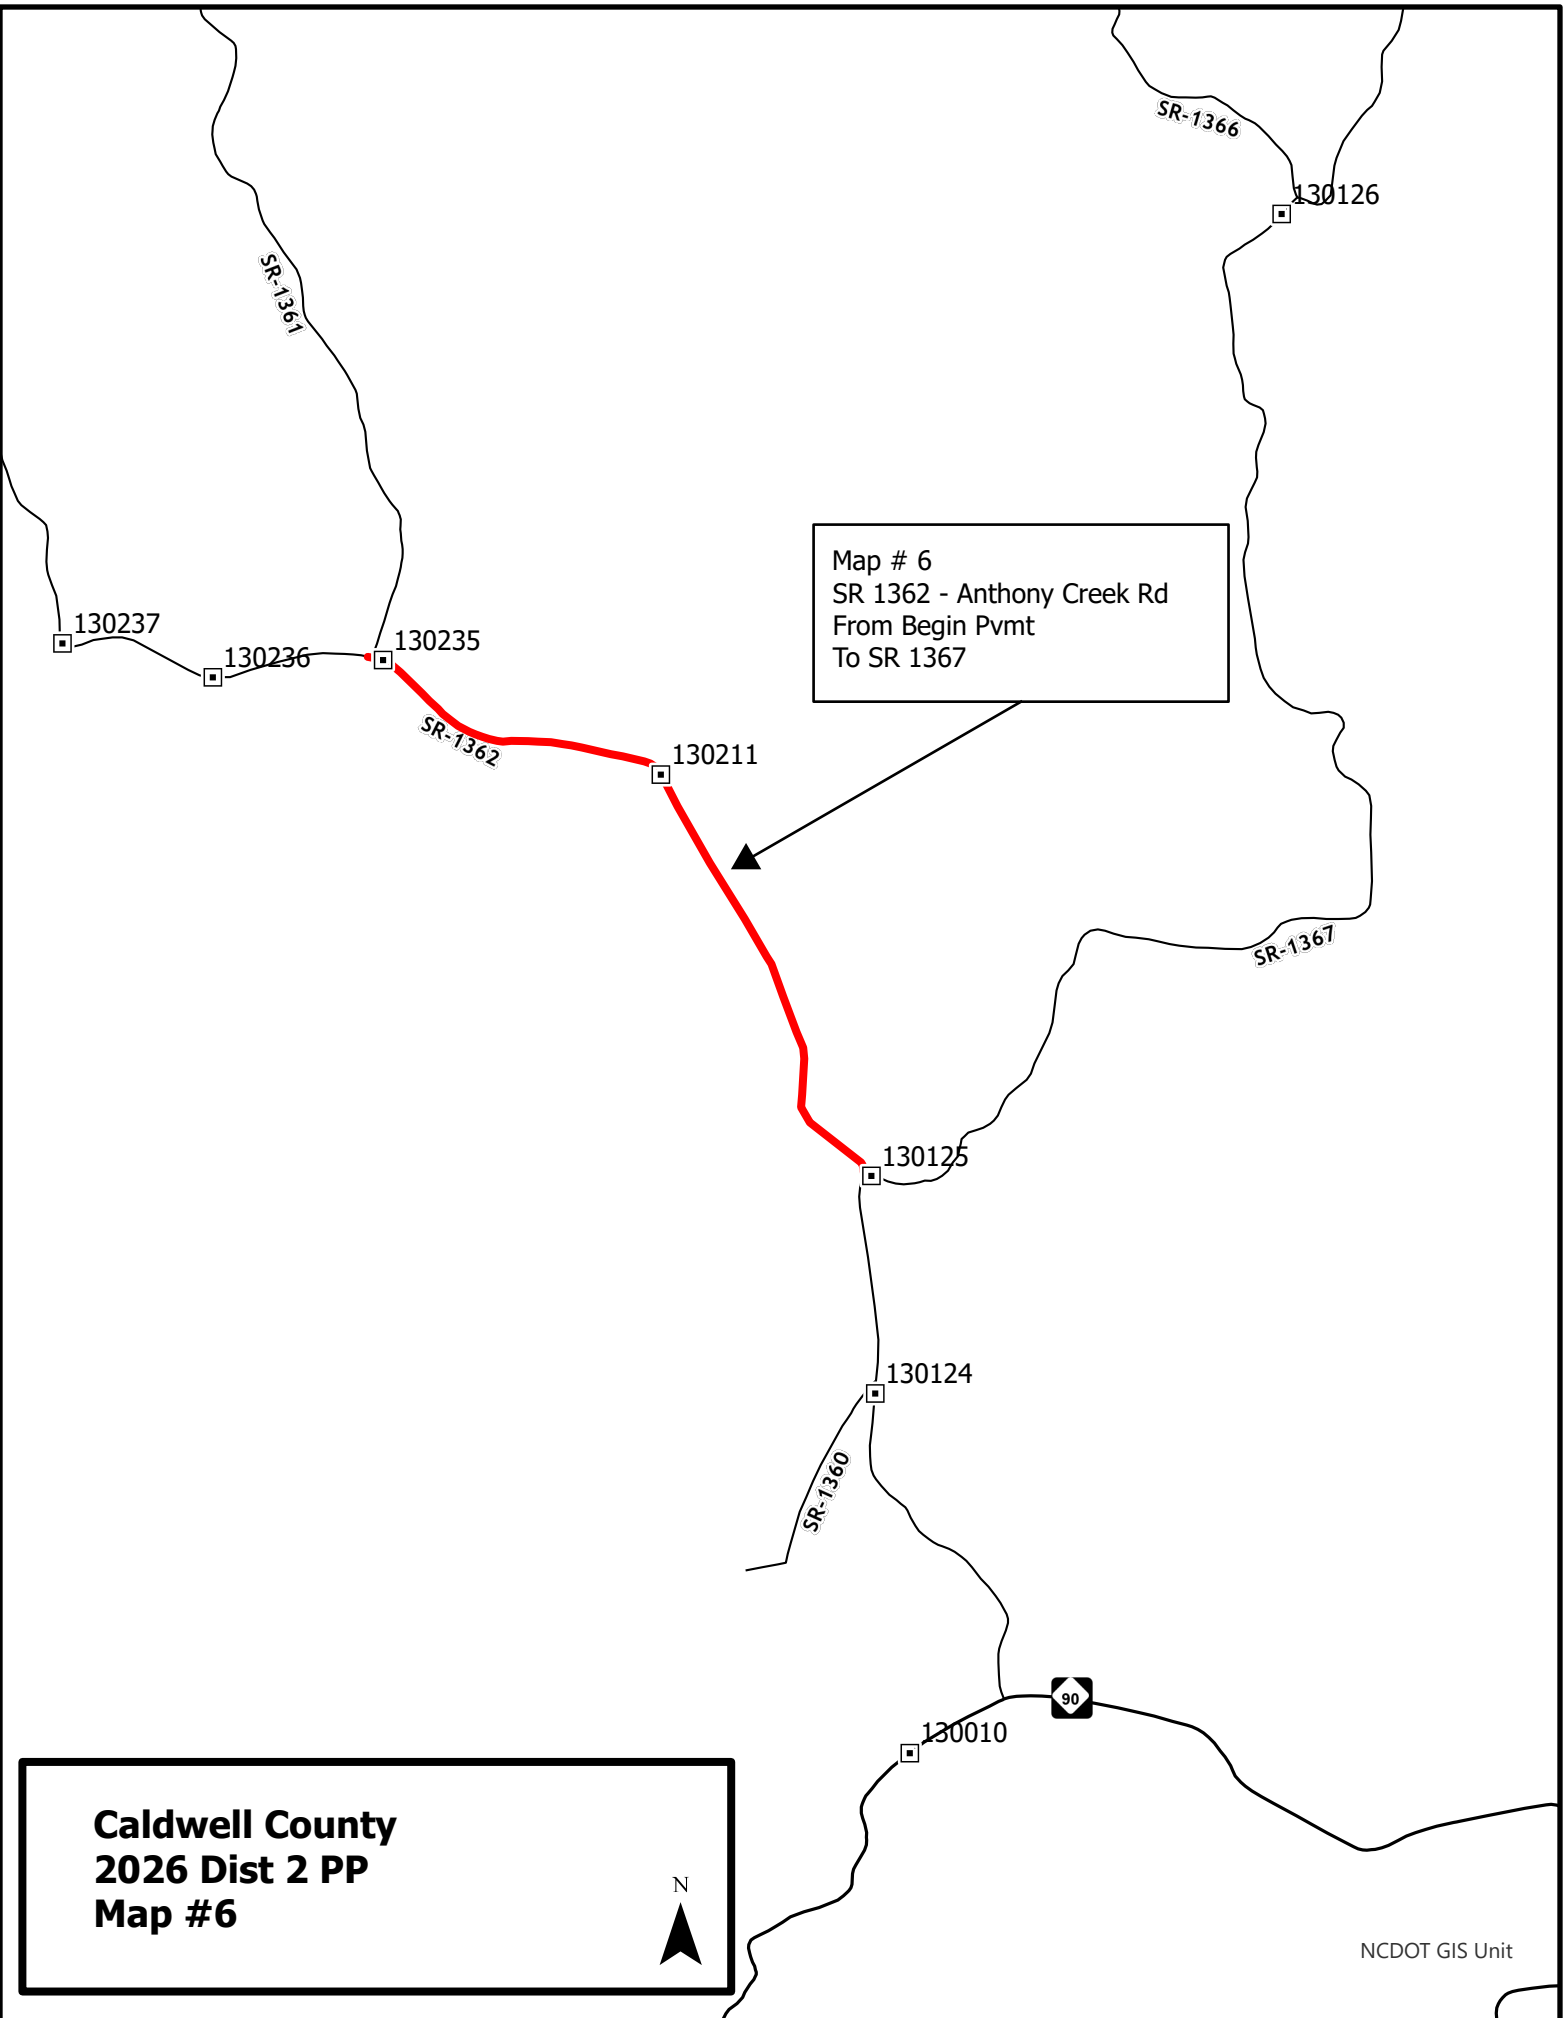 SR-1366
130126
SR-1361
Map # 6
SR 1362 - Anthony Creek Rd
From Begin Pvmt
To SR 1367
130237
130235
130236
SR-1362
130211
SR-1367
130125
130124
SR-1360
90
130010
Caldwell County
2026 Dist 2 PP
Map #6
N
NCDOT GIS Unit